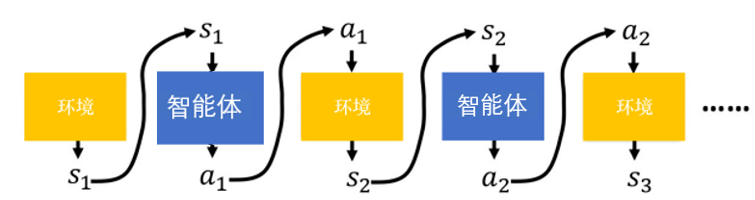 s₁ a₁ s₂ a₂
环境 智能体 环境 智能体 环境 ······
s₁ a₁ s₂ a₂ s₃